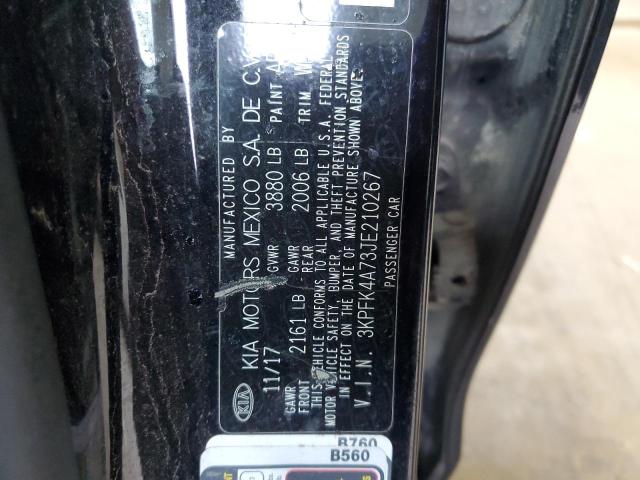 MANUFACTURED BY
KIA MOTORS MEXICO S.A. DE C.V
11/17 GVWR 3880 LB PAINT
GAWR FRONT 2161 LB GAWR REAR 2006 LB TRIM
THIS VEHICLE CONFORMS TO ALL APPLICABLE U.S.A. FEDERAL
MOTOR VEHICLE SAFETY, BUMPER, AND THEFT PREVENTION STANDARDS
IN EFFECT ON THE DATE OF MANUFACTURE SHOWN ABOVE.
V.I.N. 3KPFK4A73JE210267
PASSENGER CAR
KIA
B760
B560